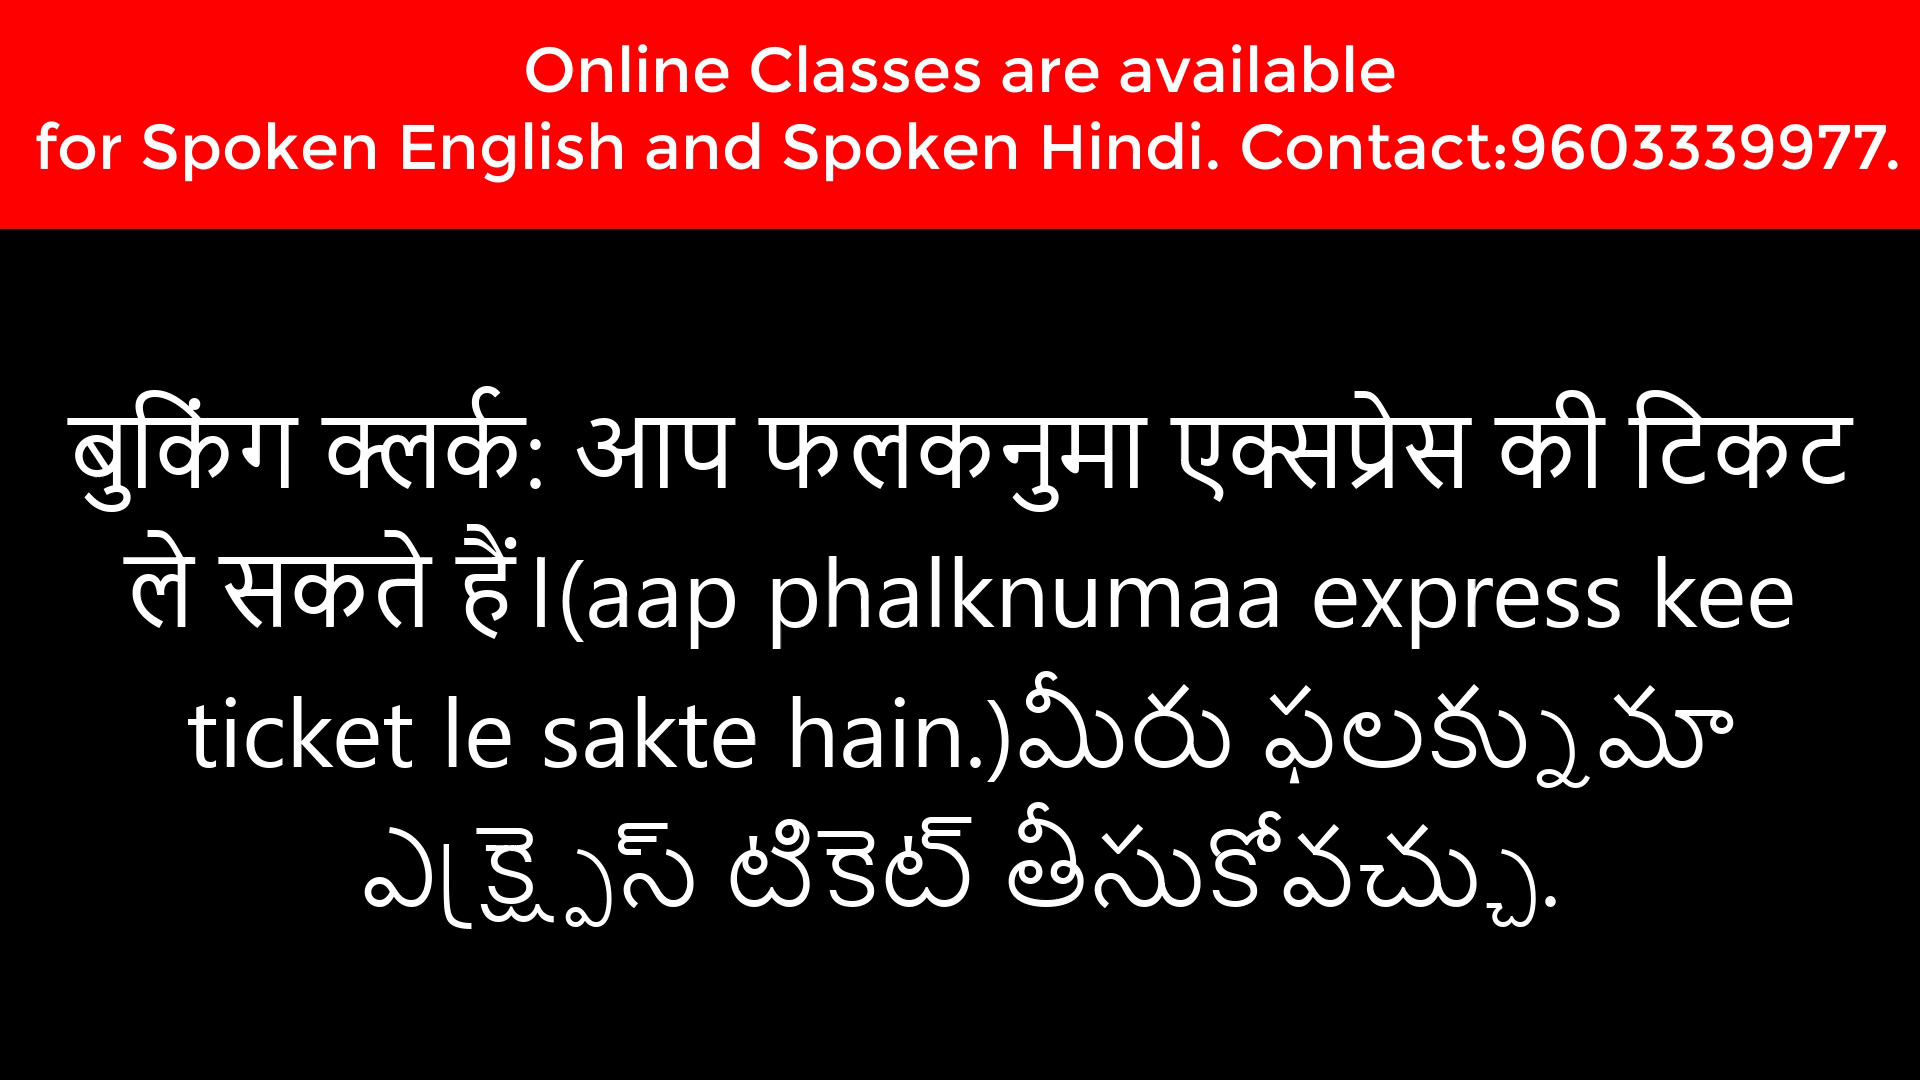 Online Classes are available
for Spoken English and Spoken Hindi. Contact:9603339977.
बुकिंग क्लर्क: आप फलकनुमा एक्सप्रेस की टिकट
ले सकते हैं।(aap phalknumaa express kee
ticket le sakte hain.)మీరు ఫలక్నుమా
ఎక్ష్ప్రెస్ టికెట్ తీసుకోవచ్చు.